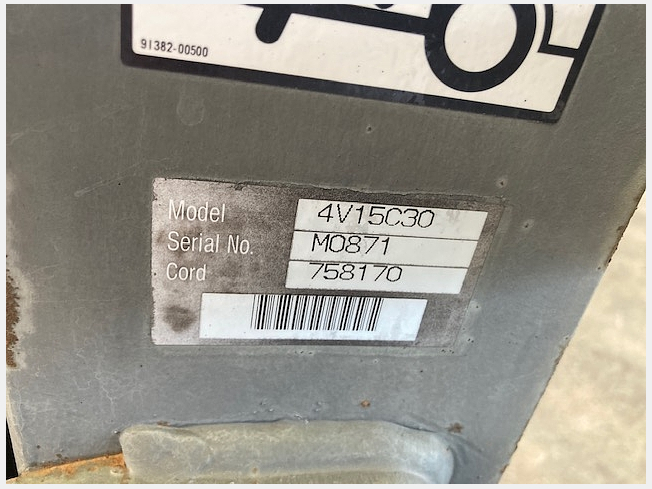 91382-00500
Model 4V15C30
Serial No. M0871
Cord 758170